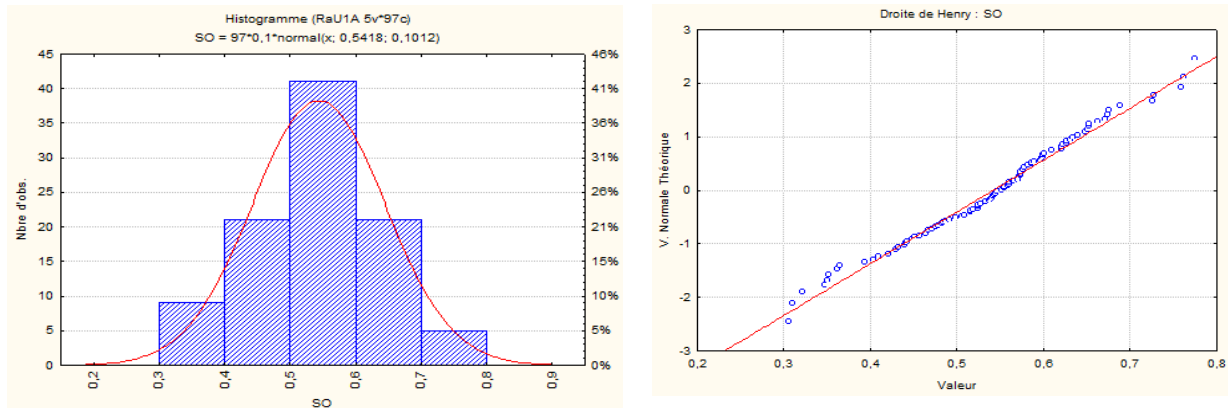 Histogramme (RaU1A 5v*97c)
SO = 97*0,1*normal(x; 0,5418; 0,1012)
45 46%
40 41%
35 36%
30 31%
25 26%
20 21%
15 15%
10 10%
5 5%
0 0%
Nbre d'obs.
0,2 0,3 0,4 0,5 0,6 0,7 0,8 0,9
SO
Droite de Henry : SO
3
2
1
0
-1
-2
-3
V. Normale Théorique
0,3 0,4 0,5 0,6 0,7 0,8
Valeur